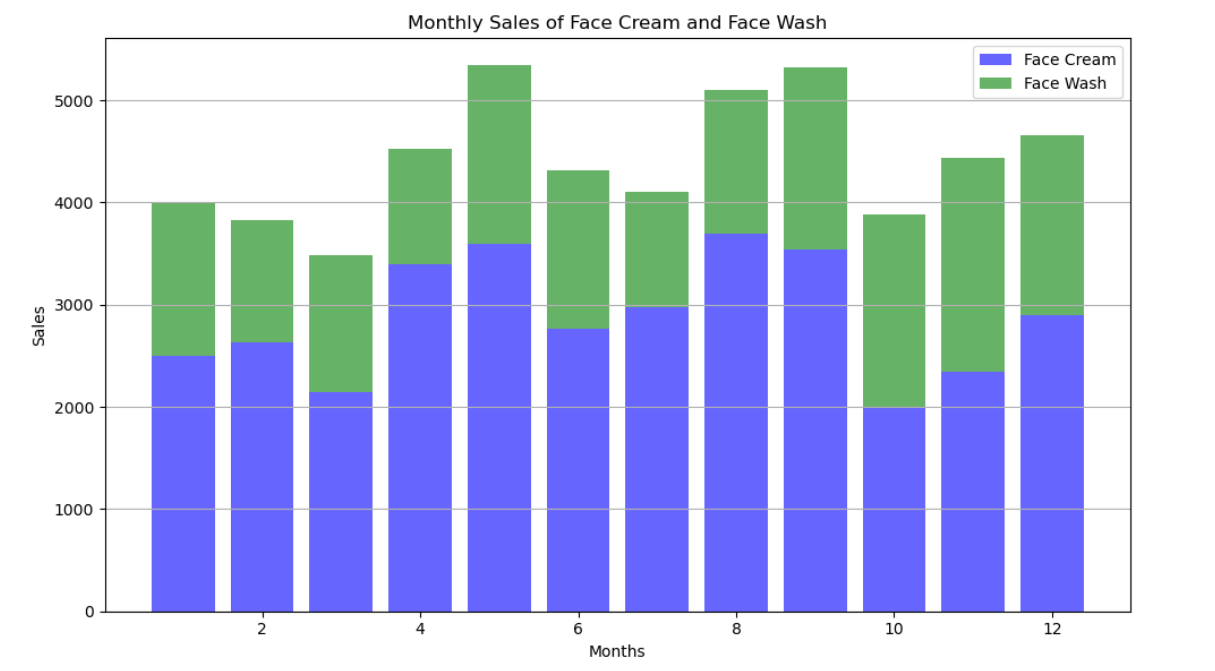 Monthly Sales of Face Cream and Face Wash
Face Cream
Face Wash
5000
4000
3000
2000
1000
0
Sales
2 4 6 8 10 12
Months